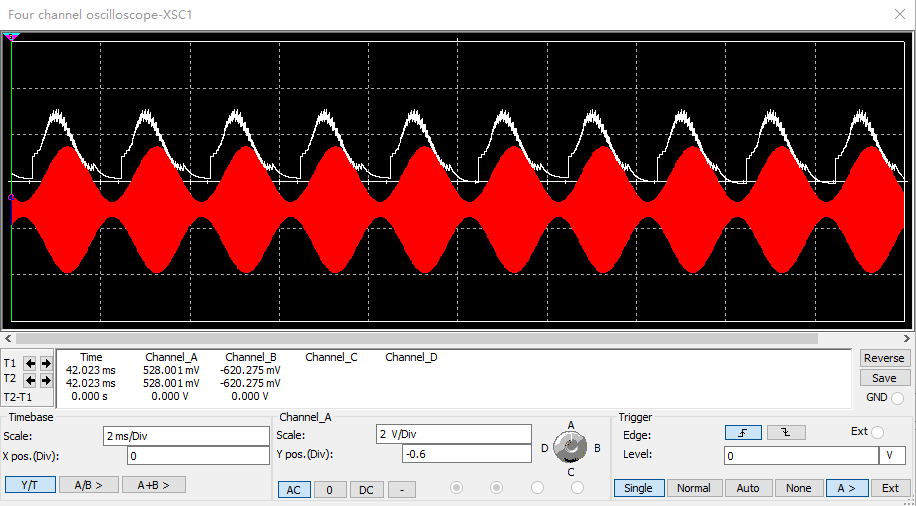 Four channel oscilloscope-XSC1
Time Channel_A Channel_B Channel_C Channel_D
T1 42.023 ms 528.001 mV -620.275 mV
T2 42.023 ms 528.001 mV -620.275 mV
T2-T1 0.000 s 0.000 V 0.000 V
Reverse
Save
GND
Timebase
Scale: 2 ms/Div
X pos.(Div): 0
Y/T A/B > A+B >
Channel_A
Scale: 2 V/Div
Y pos.(Div): -0.6
AC 0 DC -
A
D B
C
Trigger
Edge: Ext
Level: 0 V
Single Normal Auto None A > Ext